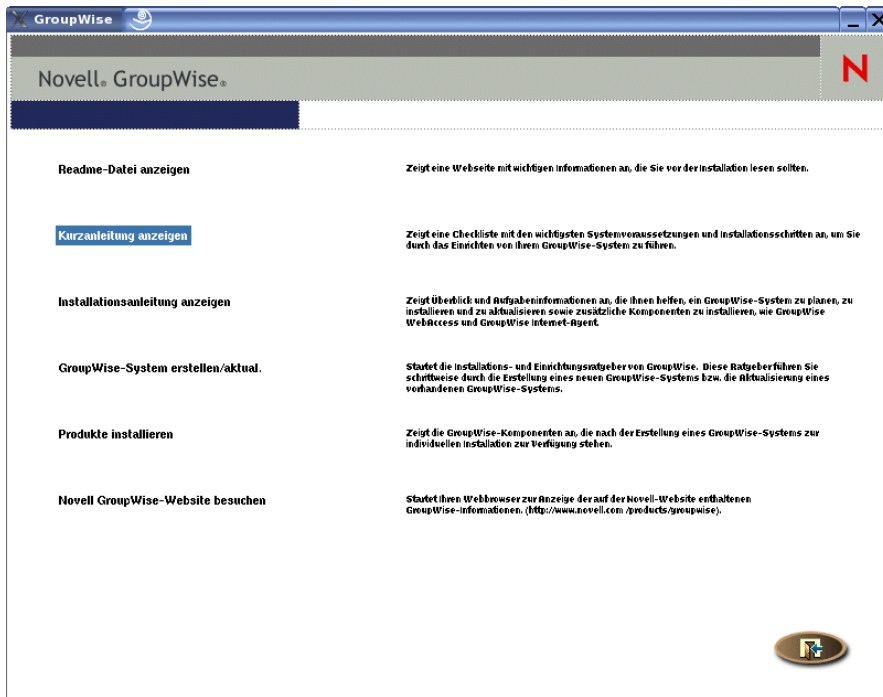 GroupWise
Novell® GroupWise®
N
Readme-Datei anzeigen
Zeigt eine Webseite mit wichtigen Informationen an, die Sie vor der Installation lesen sollten.
Kurzanleitung anzeigen
Zeigt eine Checkliste mit den wichtigsten Systemvoraussetzungen und Installationsschritten an, um Sie
durch das Einrichten von Ihrem GroupWise-System zu führen.
Installationsanleitung anzeigen
Zeigt Überblick und Aufgabeninformationen an, die Ihnen helfen, ein GroupWise-System zu planen, zu
installieren und zu aktualisieren sowie zusätzliche Komponenten zu installieren, wie GroupWise
WebAccess und GroupWise Internet-Agent.
GroupWise-System erstellen/aktual.
Startet die Installations- und Einrichtungsratgeber von GroupWise. Diese Ratgeber führen Sie
schrittweise durch die Erstellung eines neuen GroupWise-Systems bzw. die Aktualisierung eines
vorhandenen GroupWise-Systems.
Produkte installieren
Zeigt die GroupWise-Komponenten an, die nach der Erstellung eines GroupWise-Systems zur
individuellen Installation zur Verfügung stehen.
Novell GroupWise-Website besuchen
Startet Ihren Webbrowser zur Anzeige der auf der Novell-Website enthaltenen
GroupWise-Informationen. (http://www.novell.com /products/groupwise).